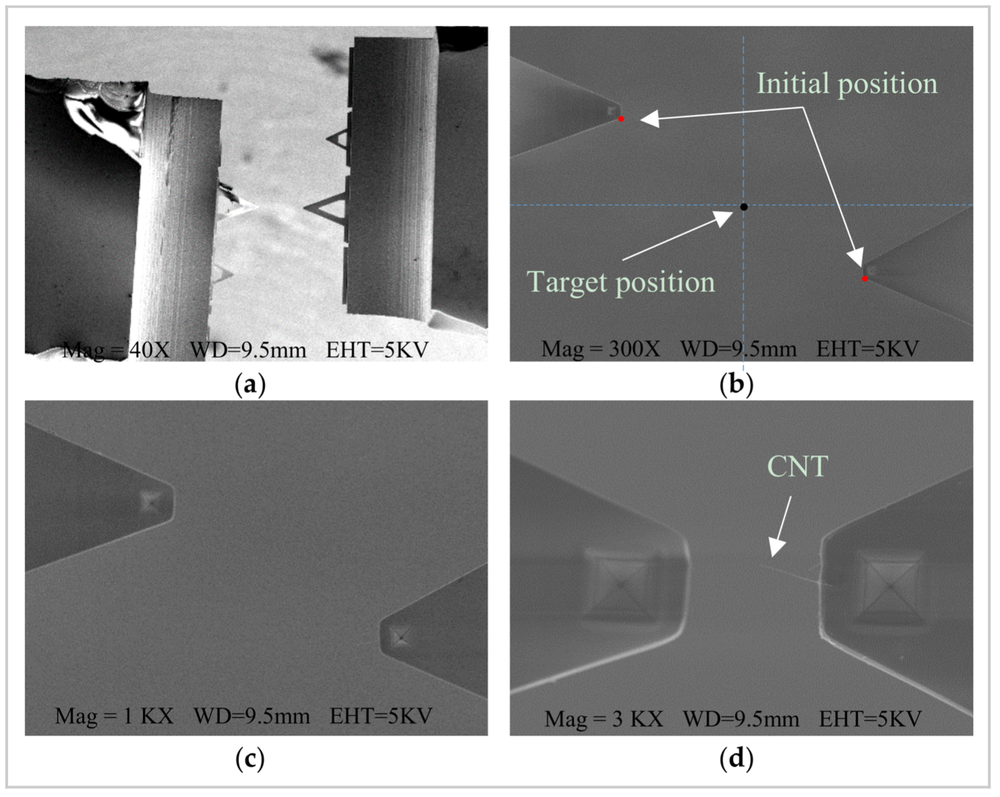 Mag = 40X WD=9.5mm EHT=5KV
(a)
Initial position
Target position
Mag = 300X WD=9.5mm EHT=5KV
(b)
Mag = 1 KX WD=9.5mm EHT=5KV
(c)
CNT
Mag = 3 KX WD=9.5mm EHT=5KV
(d)